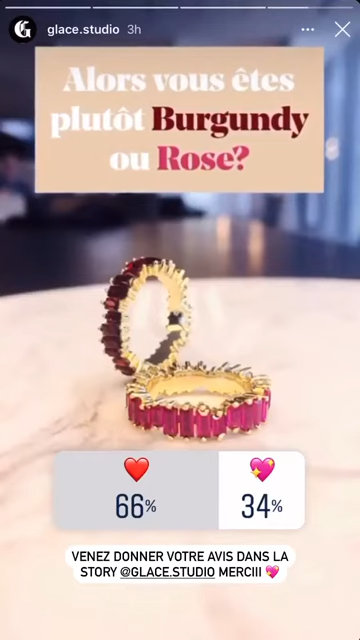 glace.studio 3h
Alors vous êtes
plutôt Burgundy
ou Rose?
66%
34%
VENEZ DONNER VOTRE AVIS DANS LA
STORY @GLACE.STUDIO MERCIII 💖